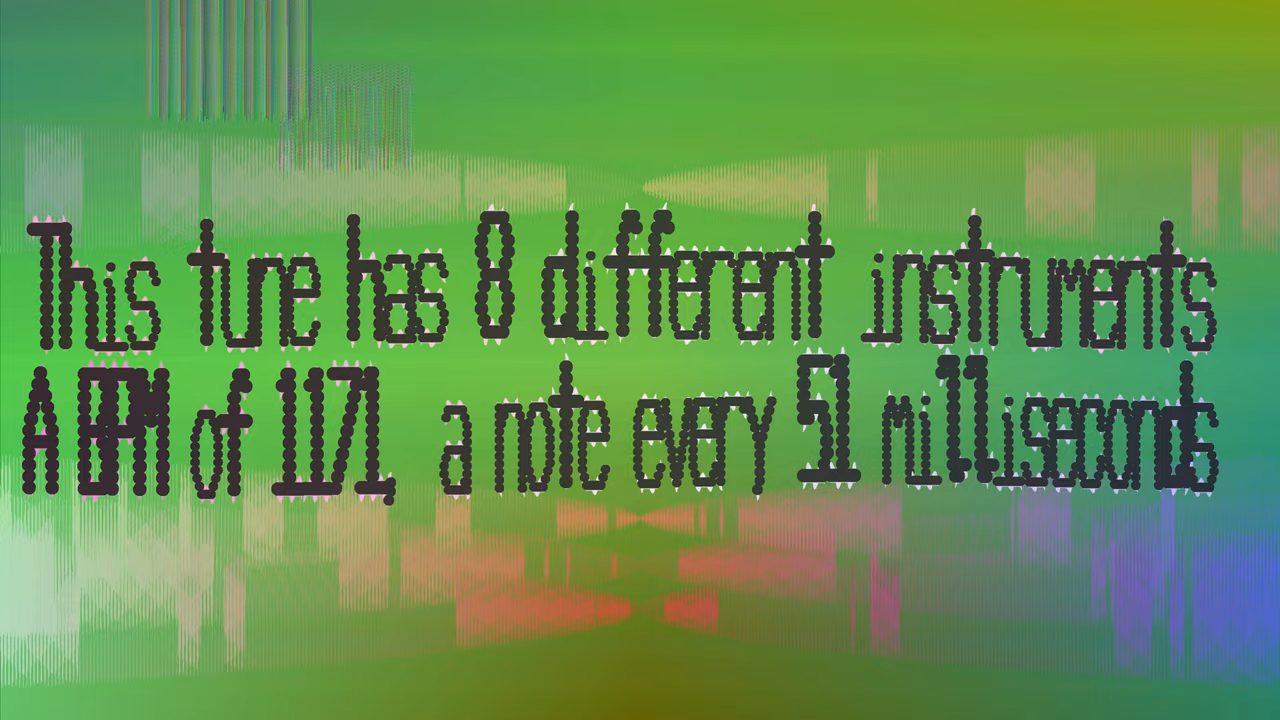 This tune has 8 different instruments
A BPM of 1171, a note every 51 milliseconds